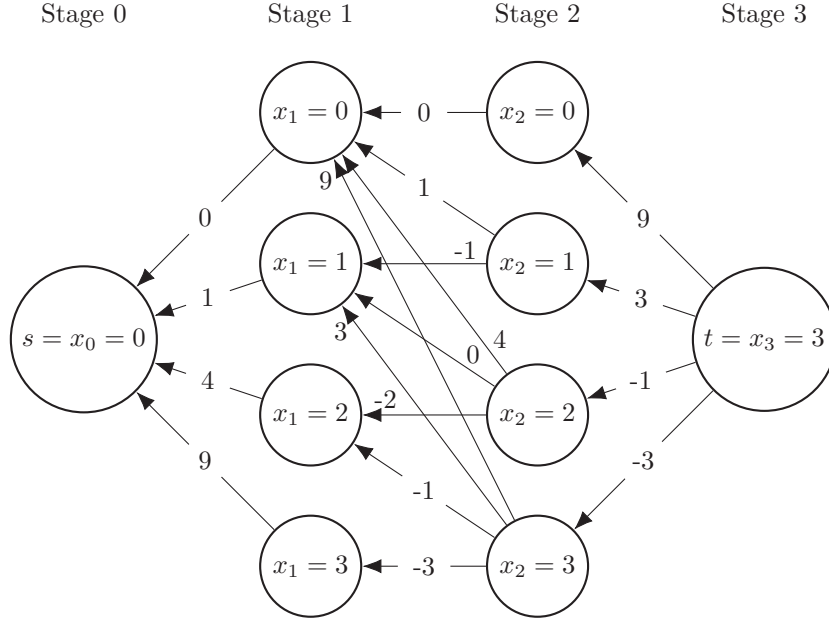 Stage 0 Stage 1 Stage 2 Stage 3
x₁ = 0 0 x₂ = 0
9
0 1 9
x₁ = 1 -1 x₂ = 1
1 3
s = x₀ = 0 3 0 4 t = x₃ = 3
4 -1
x₁ = 2 -2 x₂ = 2
9 -1 -3
x₁ = 3 -3 x₂ = 3